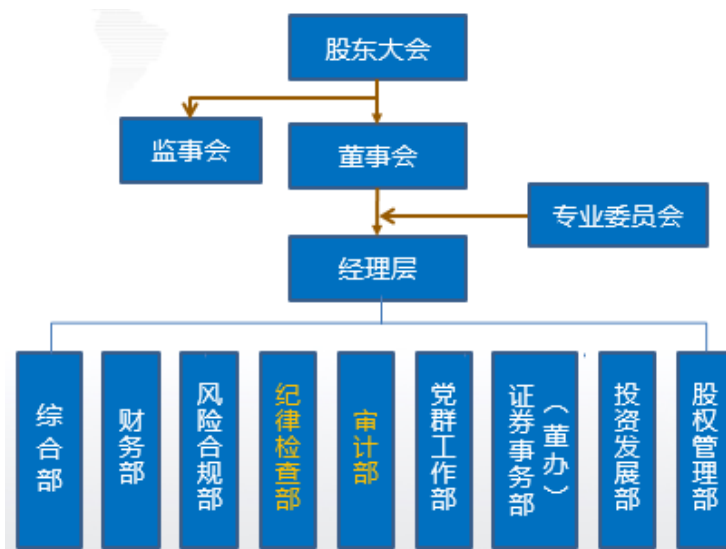 股东大会
监事会
董事会
专业委员会
经理层
综合部
财务部
风险合规部
纪律检查部
审计部
党群工作部
证券事务部
（董办）
投资发展部
股权管理部